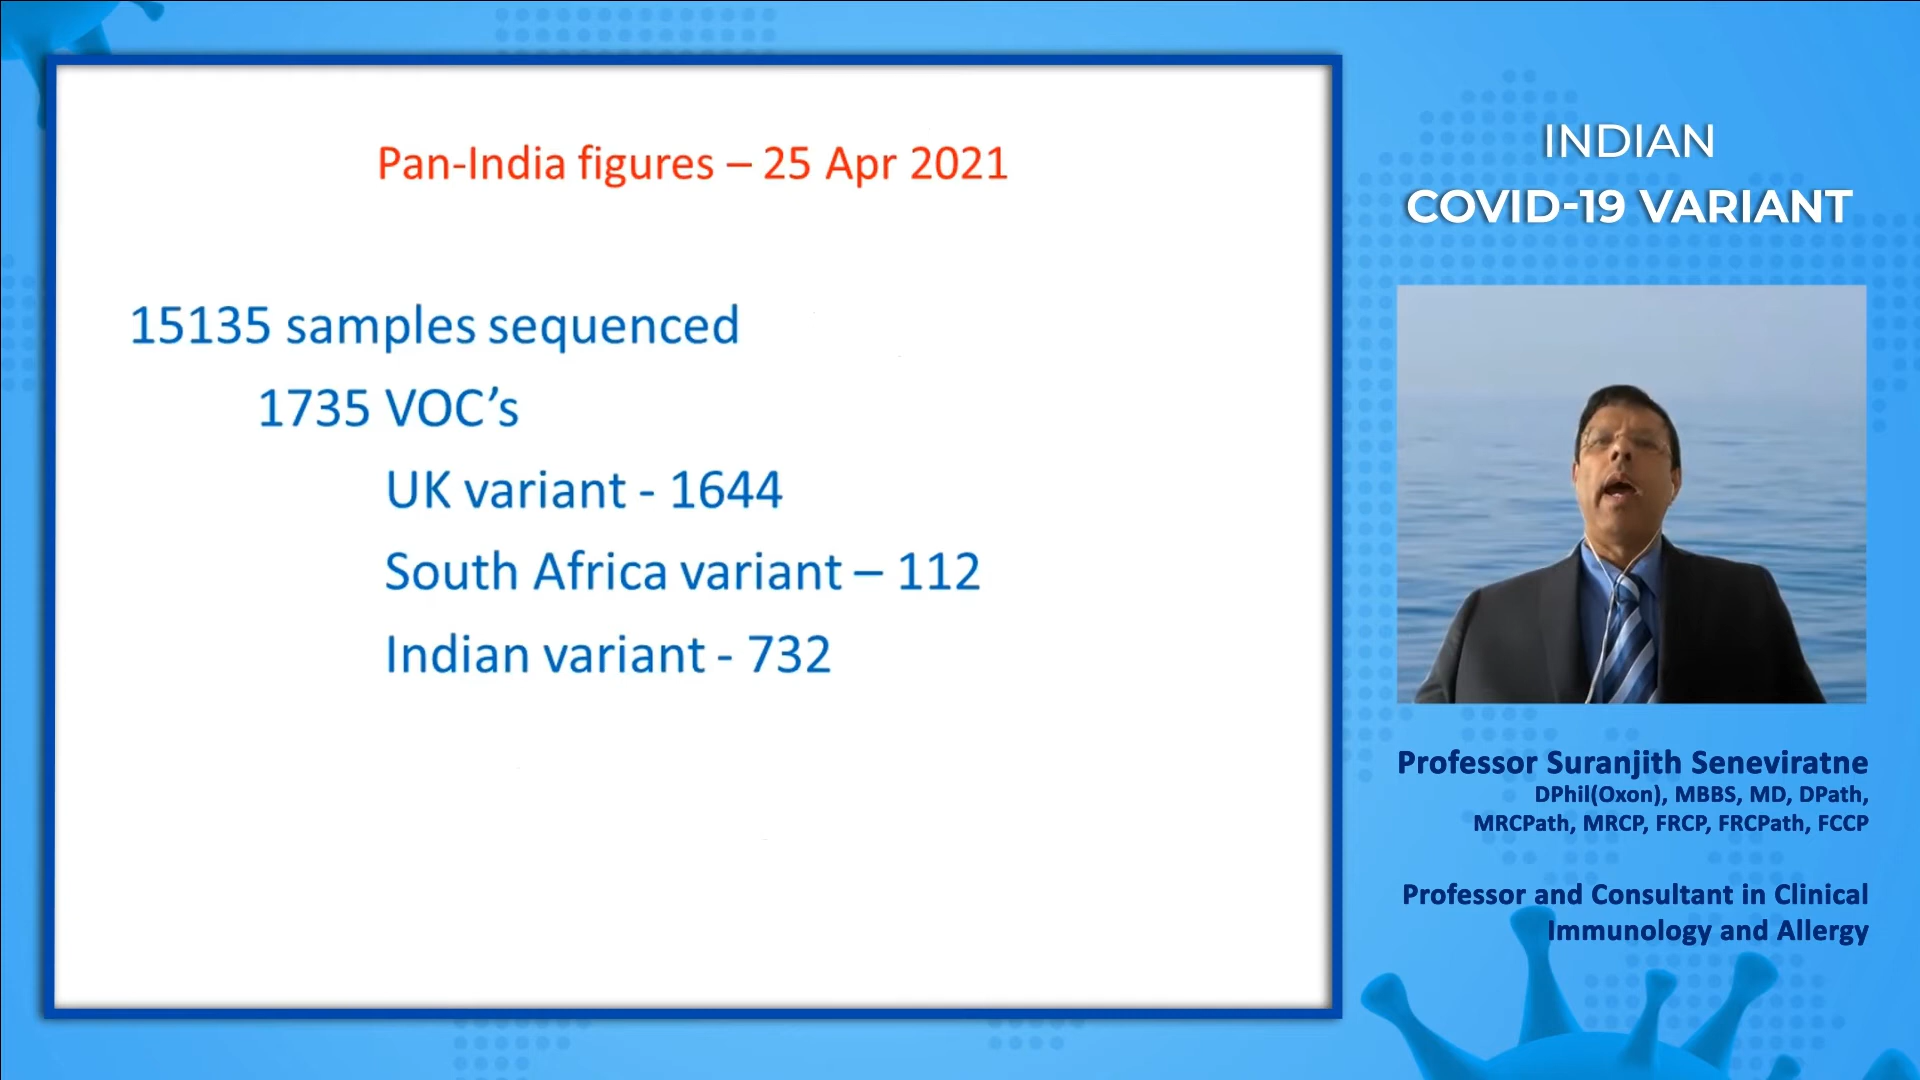 Pan-India figures – 25 Apr 2021
15135 samples sequenced
1735 VOC’s
UK variant - 1644
South Africa variant – 112
Indian variant - 732
INDIAN
COVID-19 VARIANT
Professor Suranjith Seneviratne
DPhil(Oxon), MBBS, MD, DPath,
MRCPath, MRCP, FRCP, FRCPath, FCCP
Professor and Consultant in Clinical
Immunology and Allergy